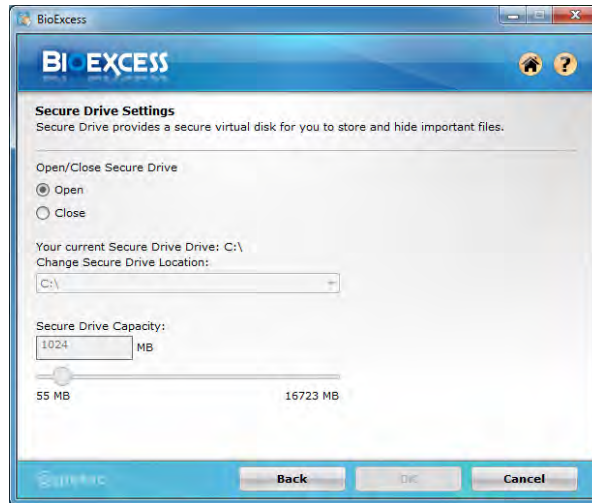 BioExcess
BIOEXCESS
?
Secure Drive Settings
Secure Drive provides a secure virtual disk for you to store and hide important files.
Open/Close Secure Drive
Open
Close
Your current Secure Drive Drive: C:\
Change Secure Drive Location:
C:\
Secure Drive Capacity:
1024 MB
55 MB 16723 MB
Back OK Cancel